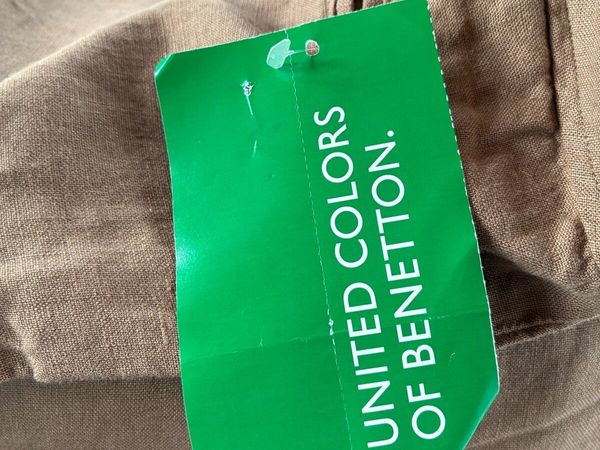 UNITED COLORS
OF BENETTON.